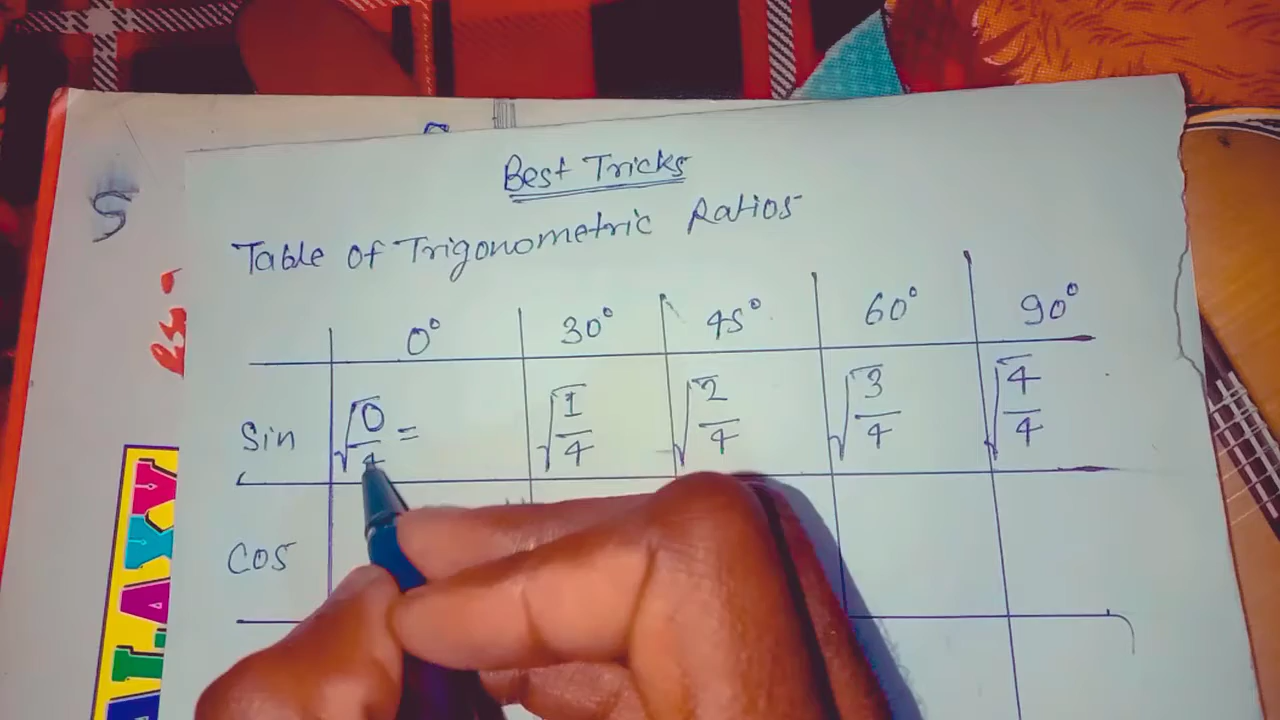 S
Best Tricks
Table of Trigonometric Ratios
0° 30° 45° 60° 90°
Sin √0/4 = √1/4 √2/4 √3/4 √4/4
Cos